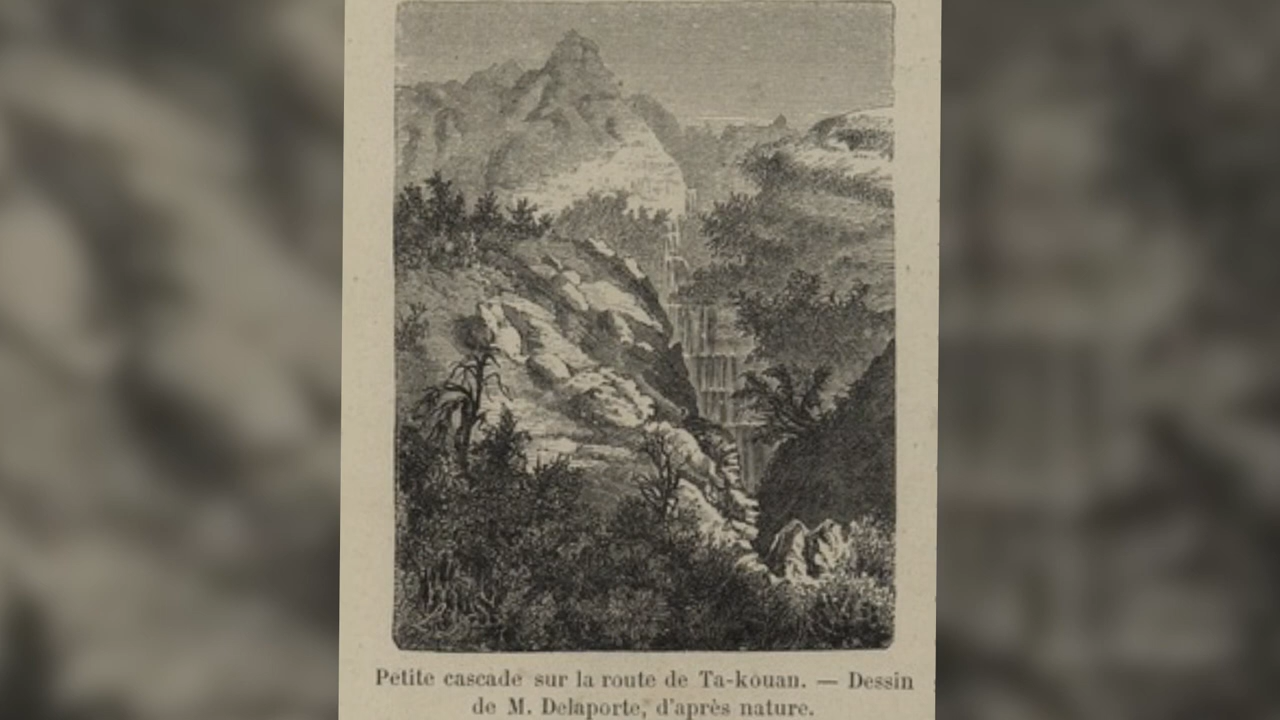 Petite cascade sur la route de Ta-kouan. — Dessin
de M. Delaporte, d'après nature.